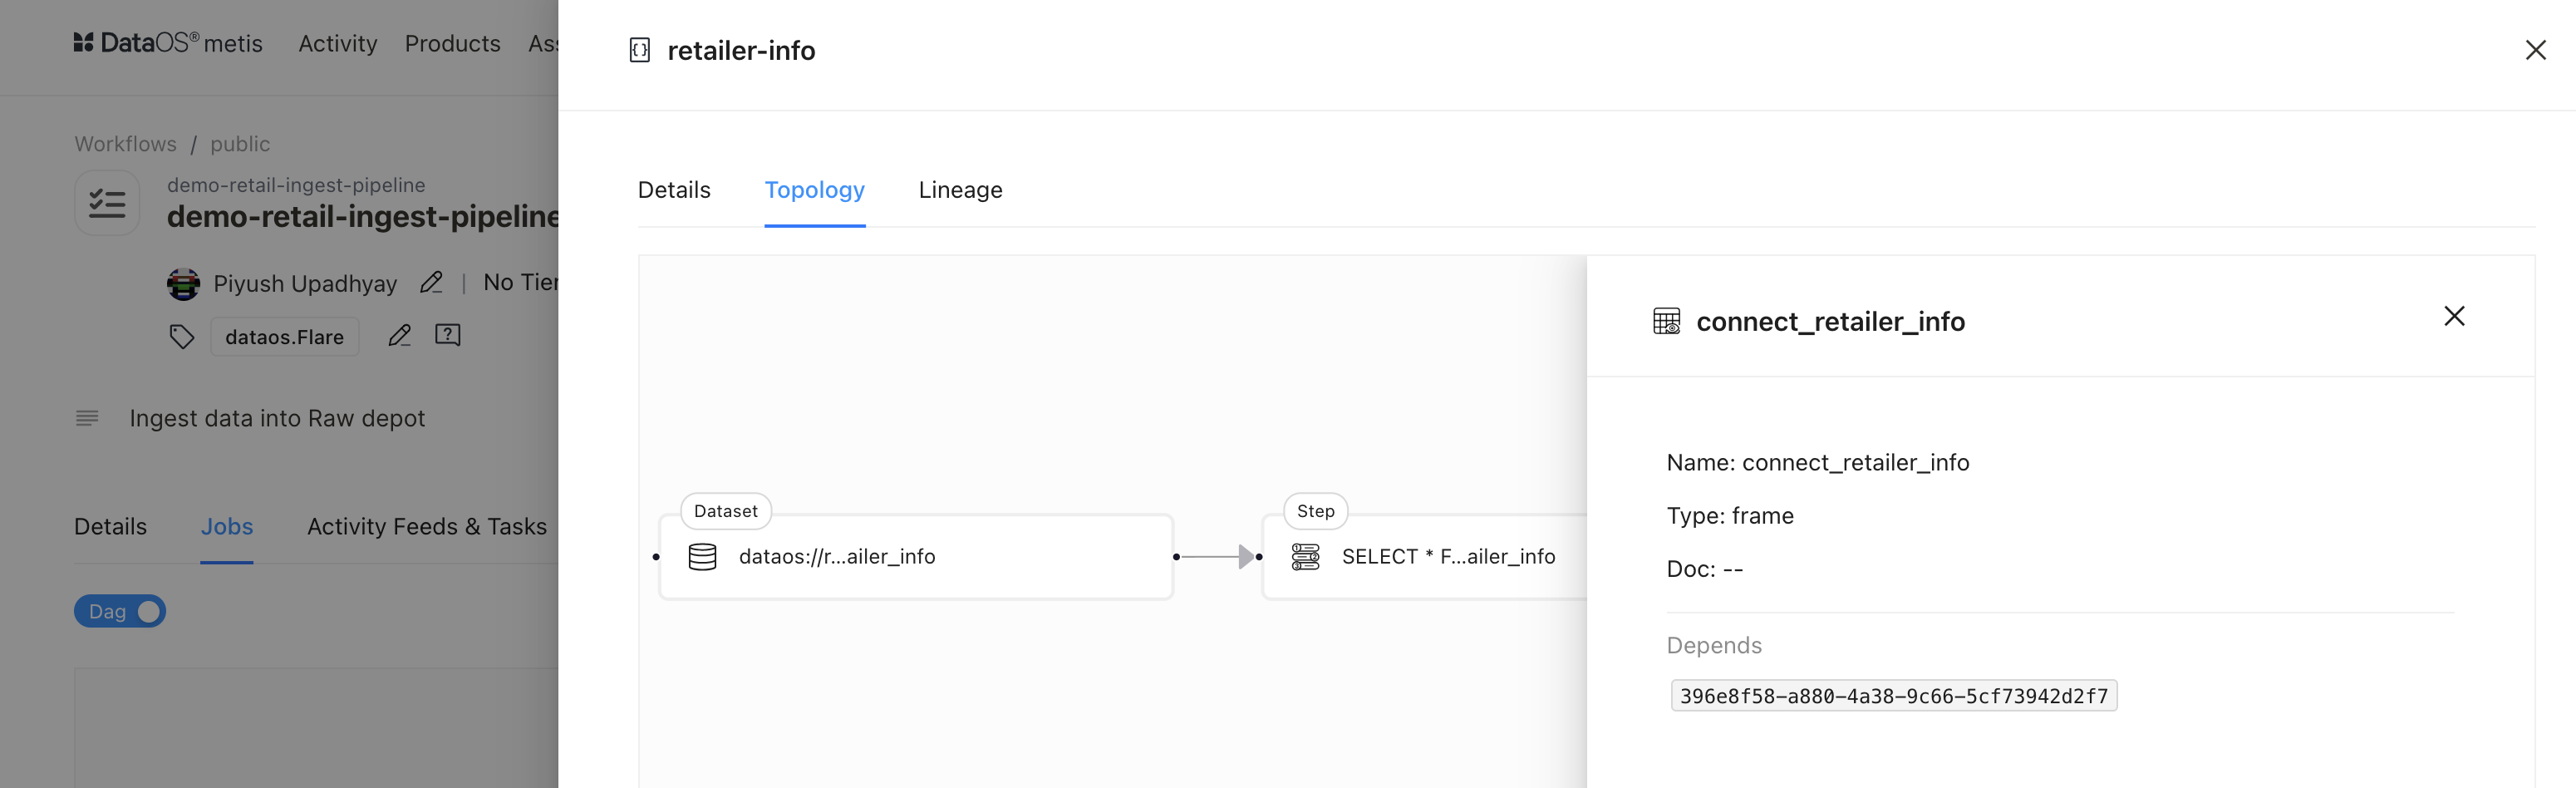 DataOS® metis Activity Products
Workflows / public
demo-retail-ingest-pipeline
demo-retail-ingest-pipeline
Piyush Upadhyay | No Tier
dataos.Flare
Ingest data into Raw depot
Details Jobs Activity Feeds & Tasks
Dag
retailer-info
Details Topology Lineage
Dataset
dataos://r...ailer_info
Step
SELECT * F...ailer_info
connect_retailer_info
Name: connect_retailer_info
Type: frame
Doc: --
Depends
396e8f58-a880-4a38-9c66-5cf73942d2f7